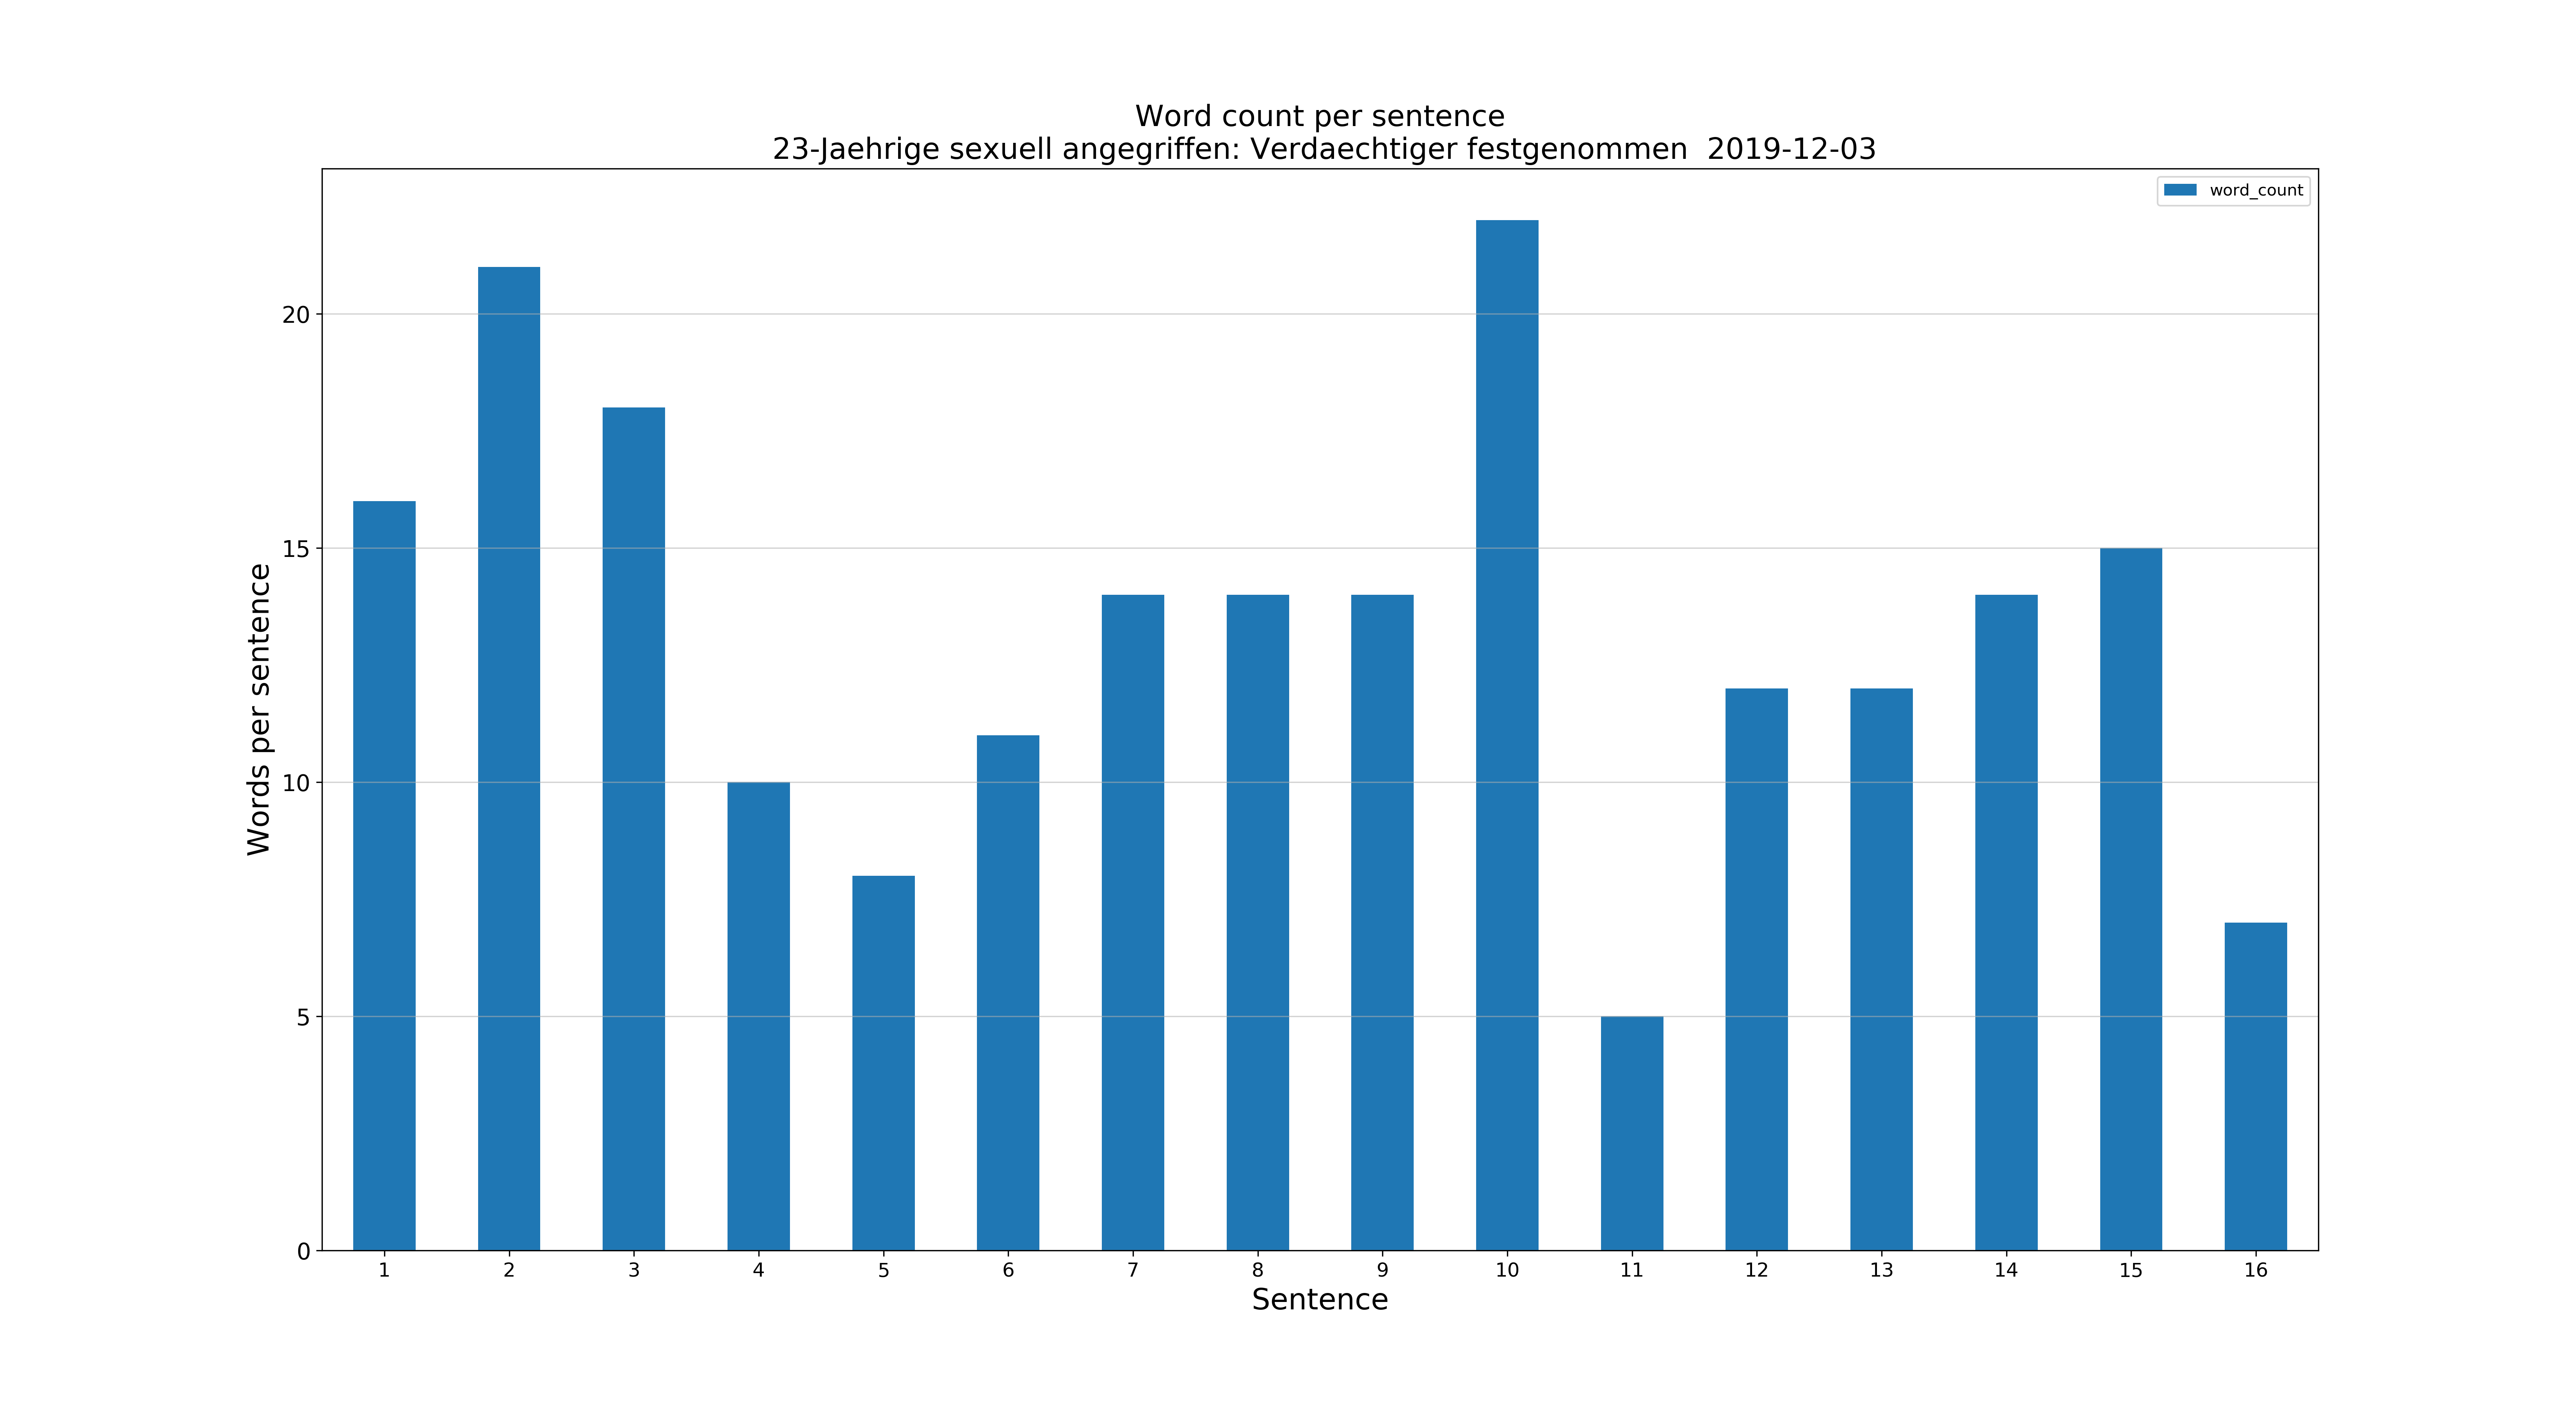 Word count per sentence
23-Jaehrige sexuell angegriffen: Verdaechtiger festgenommen  2019-12-03
word_count
20
15
10
5
0
Words per sentence
1 2 3 4 5 6 7 8 9 10 11 12 13 14 15 16
Sentence